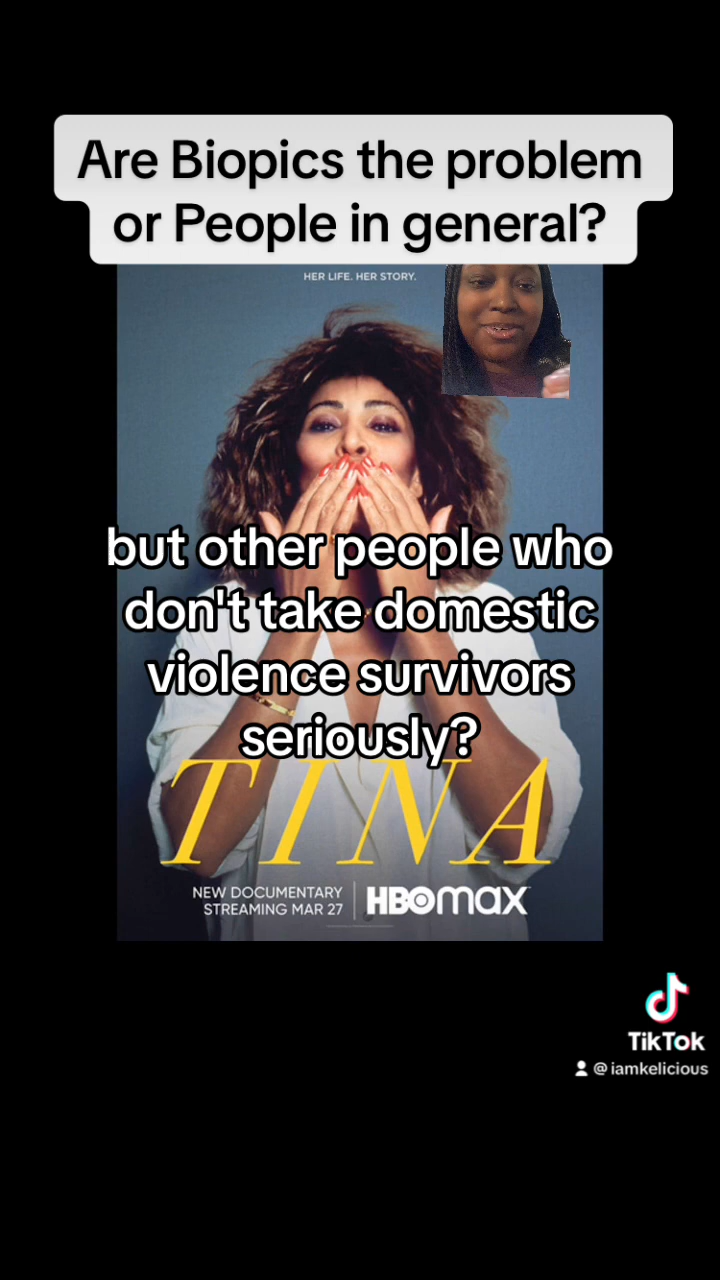 Are Biopics the problem
or People in general?
HER LIFE. HER STORY.
but other people who
don't take domestic
violence survivors
seriously?
TINA
NEW DOCUMENTARY
STREAMING MAR 27
HBOmax
TikTok
@iamkelicious